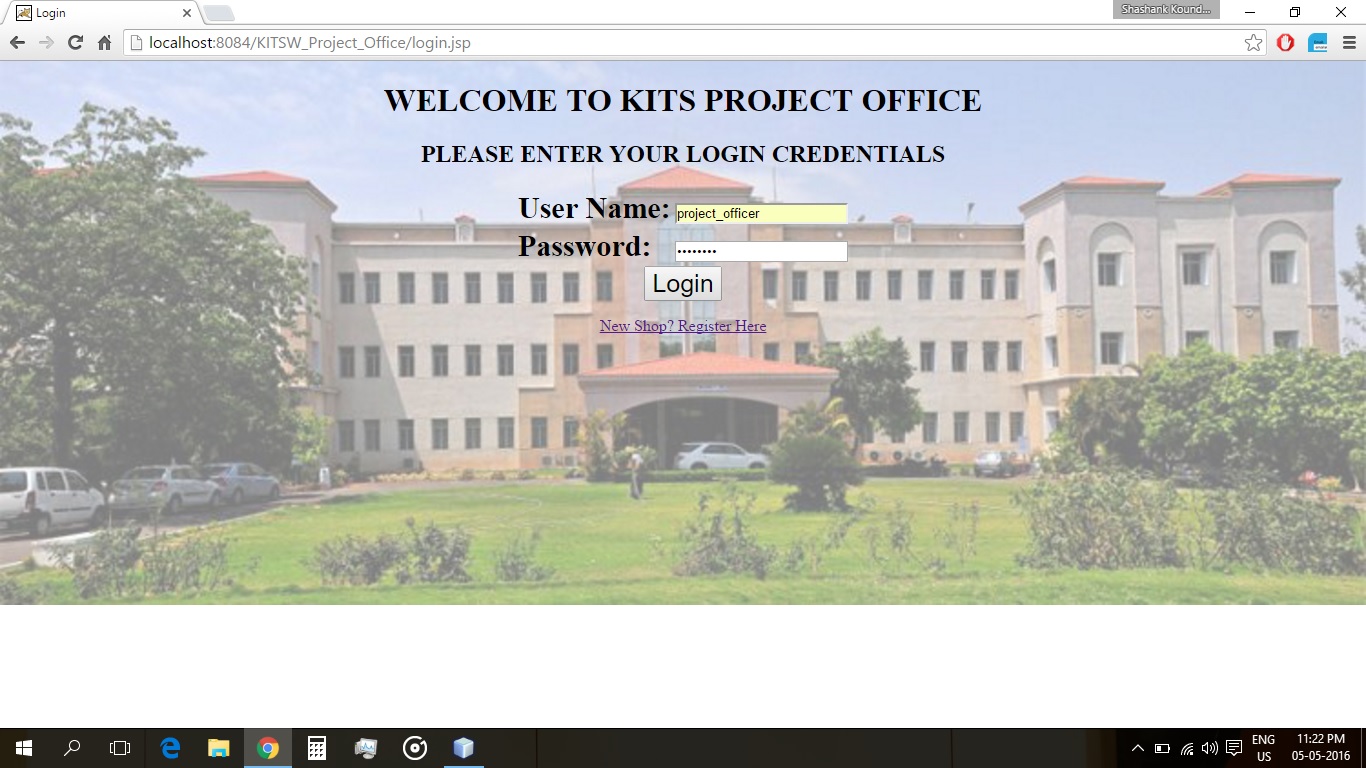 Login
Shashank Kound...
localhost:8084/KITSW_Project_Office/login.jsp
WELCOME TO KITS PROJECT OFFICE
PLEASE ENTER YOUR LOGIN CREDENTIALS
User Name: project_officer
Password: ........
Login
New Shop? Register Here
ENG 11:22 PM
US 05-05-2016